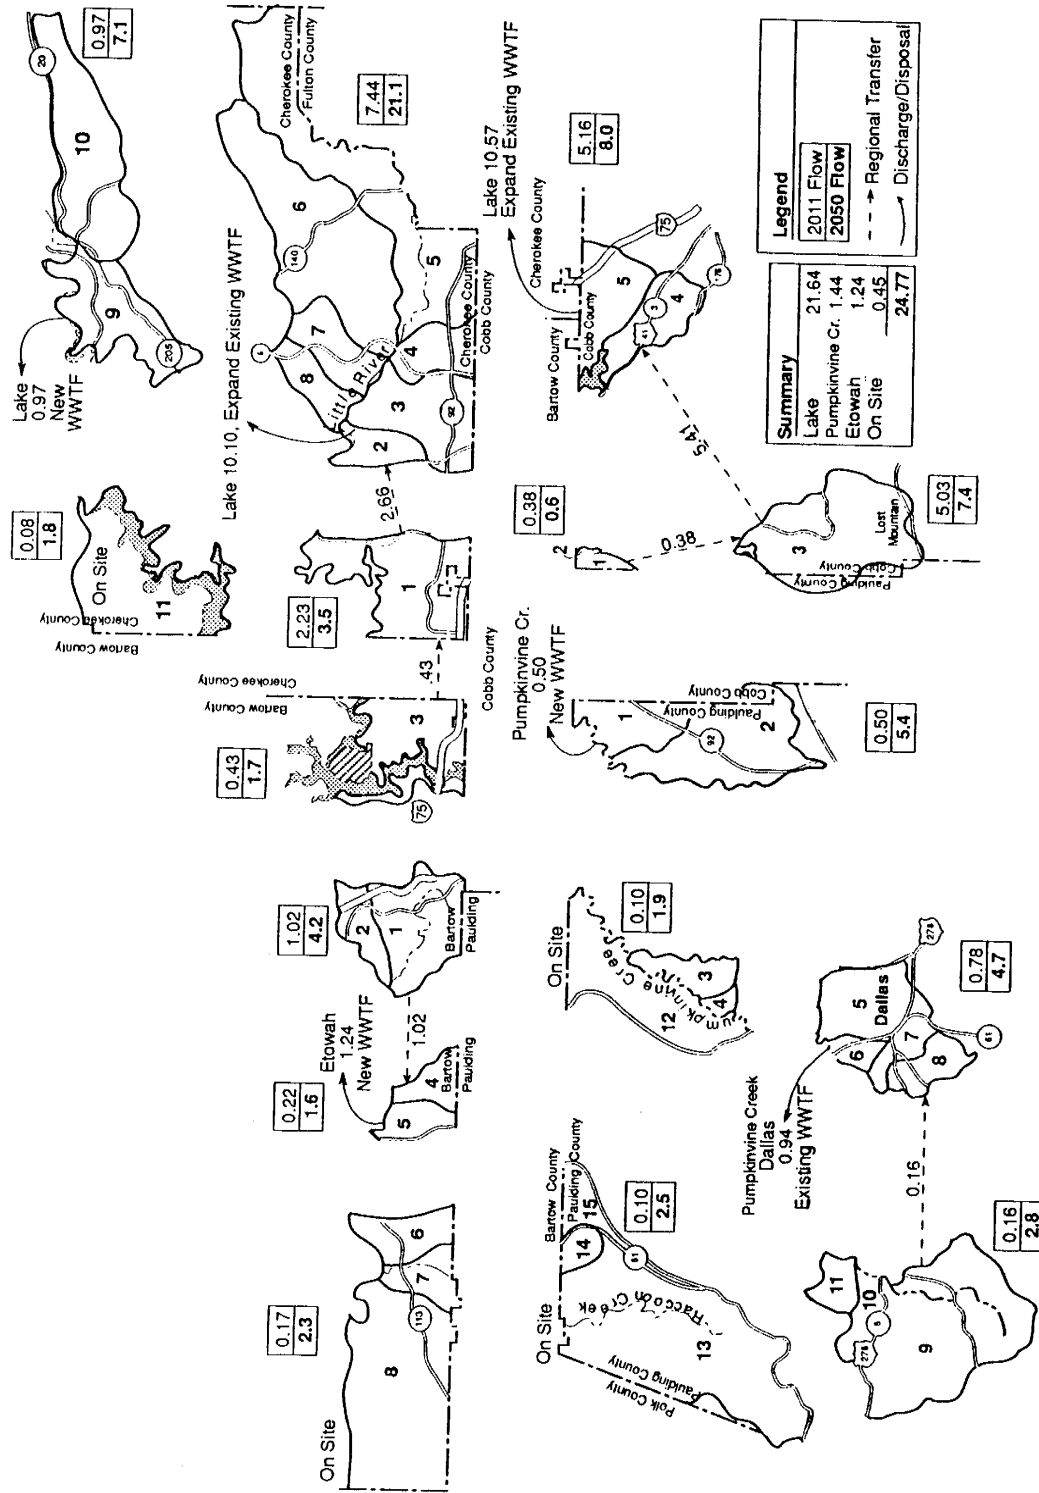 On Site
0.17
2.3
8
7
6
113
0.22
1.6
Etowah
1.24
New WWTF
5
4
Bartow
Paulding
1.02
1.02
4.2
2
1
Bartow
Paulding
0.43
1.7
Bartow County
Cherokee County
3
75
.43
Cobb County
2.23
3.5
1
2.66
0.08
1.8
On Site
11
Bartow County
Cherokee County
Lake
0.97
New
WWTF
9
205
10
20
0.97
7.1
Lake 10.10, Expand Existing WWTF
2
3
4
5
6
7
8
5
140
92
Little River
Cherokee County
Fulton County
Cherokee County
Cobb County
7.44
21.1
On Site
Bartow County
Paulding County
14
15
61
0.10
2.5
Raccoon Creek
13
Polk County
Paulding County
On Site
12
Pumpkinvine Creek
3
4
0.10
1.9
Pumpkinvine Cr.
0.50
New WWTF
1
2
92
Paulding County
Cobb County
0.50
5.4
0.38
0.6
2
1
0.38
3
Lost
Mountain
Paulding County
Cobb County
5.03
7.4
5.41
Lake 10.57
Expand Existing WWTF
Bartow County
Cobb County
Cherokee County
5
4
75
3
41
176
5.16
8.0
11
10
9
278
6
0.16
2.8
0.16
Pumpkinvine Creek
Dallas
0.94
Existing WWTF
5
Dallas
6
7
8
278
61
0.78
4.7
Summary
Lake 21.64
Pumpkinvine Cr. 1.44
Etowah 1.24
On Site 0.45
24.77
Legend
2011 Flow
2050 Flow
Regional Transfer
Discharge/Disposal